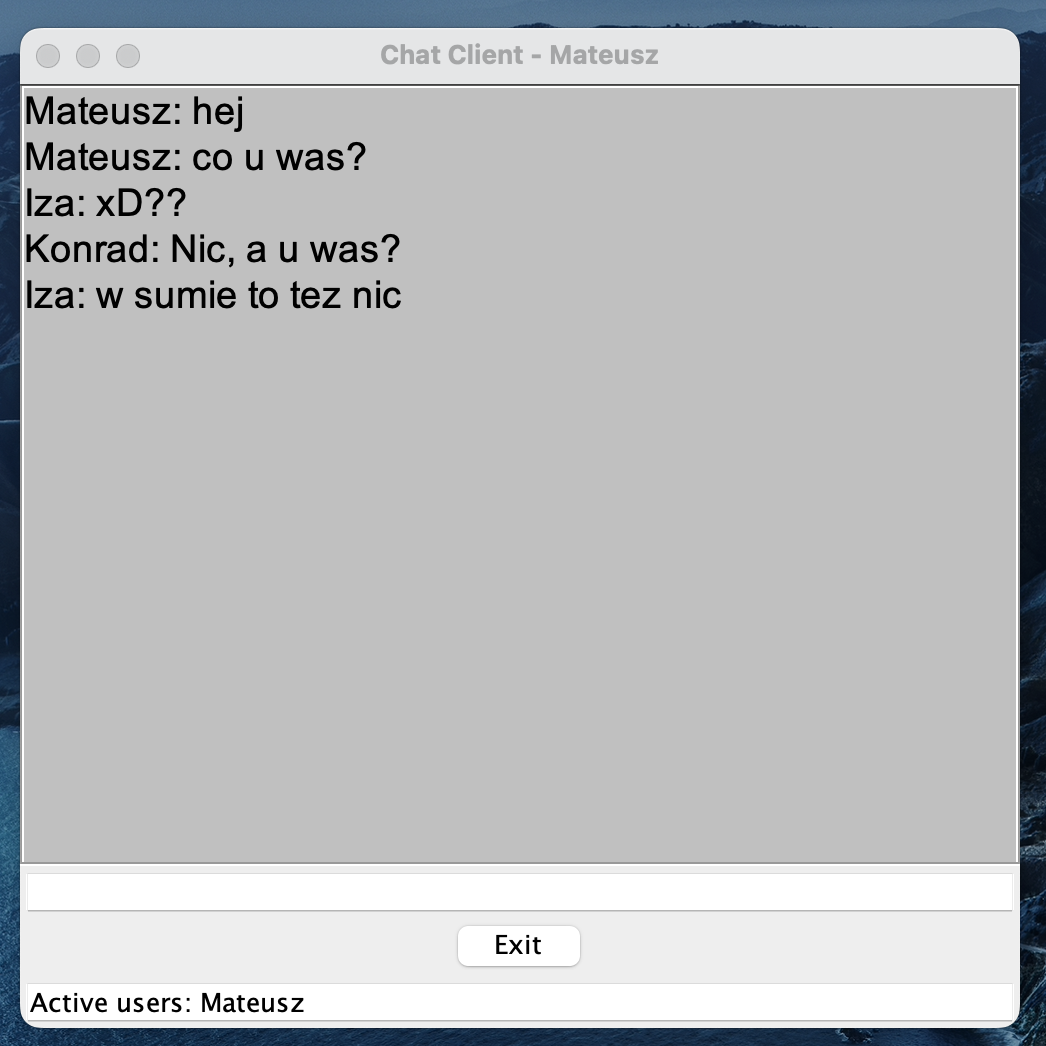 Chat Client - Mateusz
Mateusz: hej
Mateusz: co u was?
Iza: xD??
Konrad: Nic, a u was?
Iza: w sumie to tez nic
Exit
Active users: Mateusz